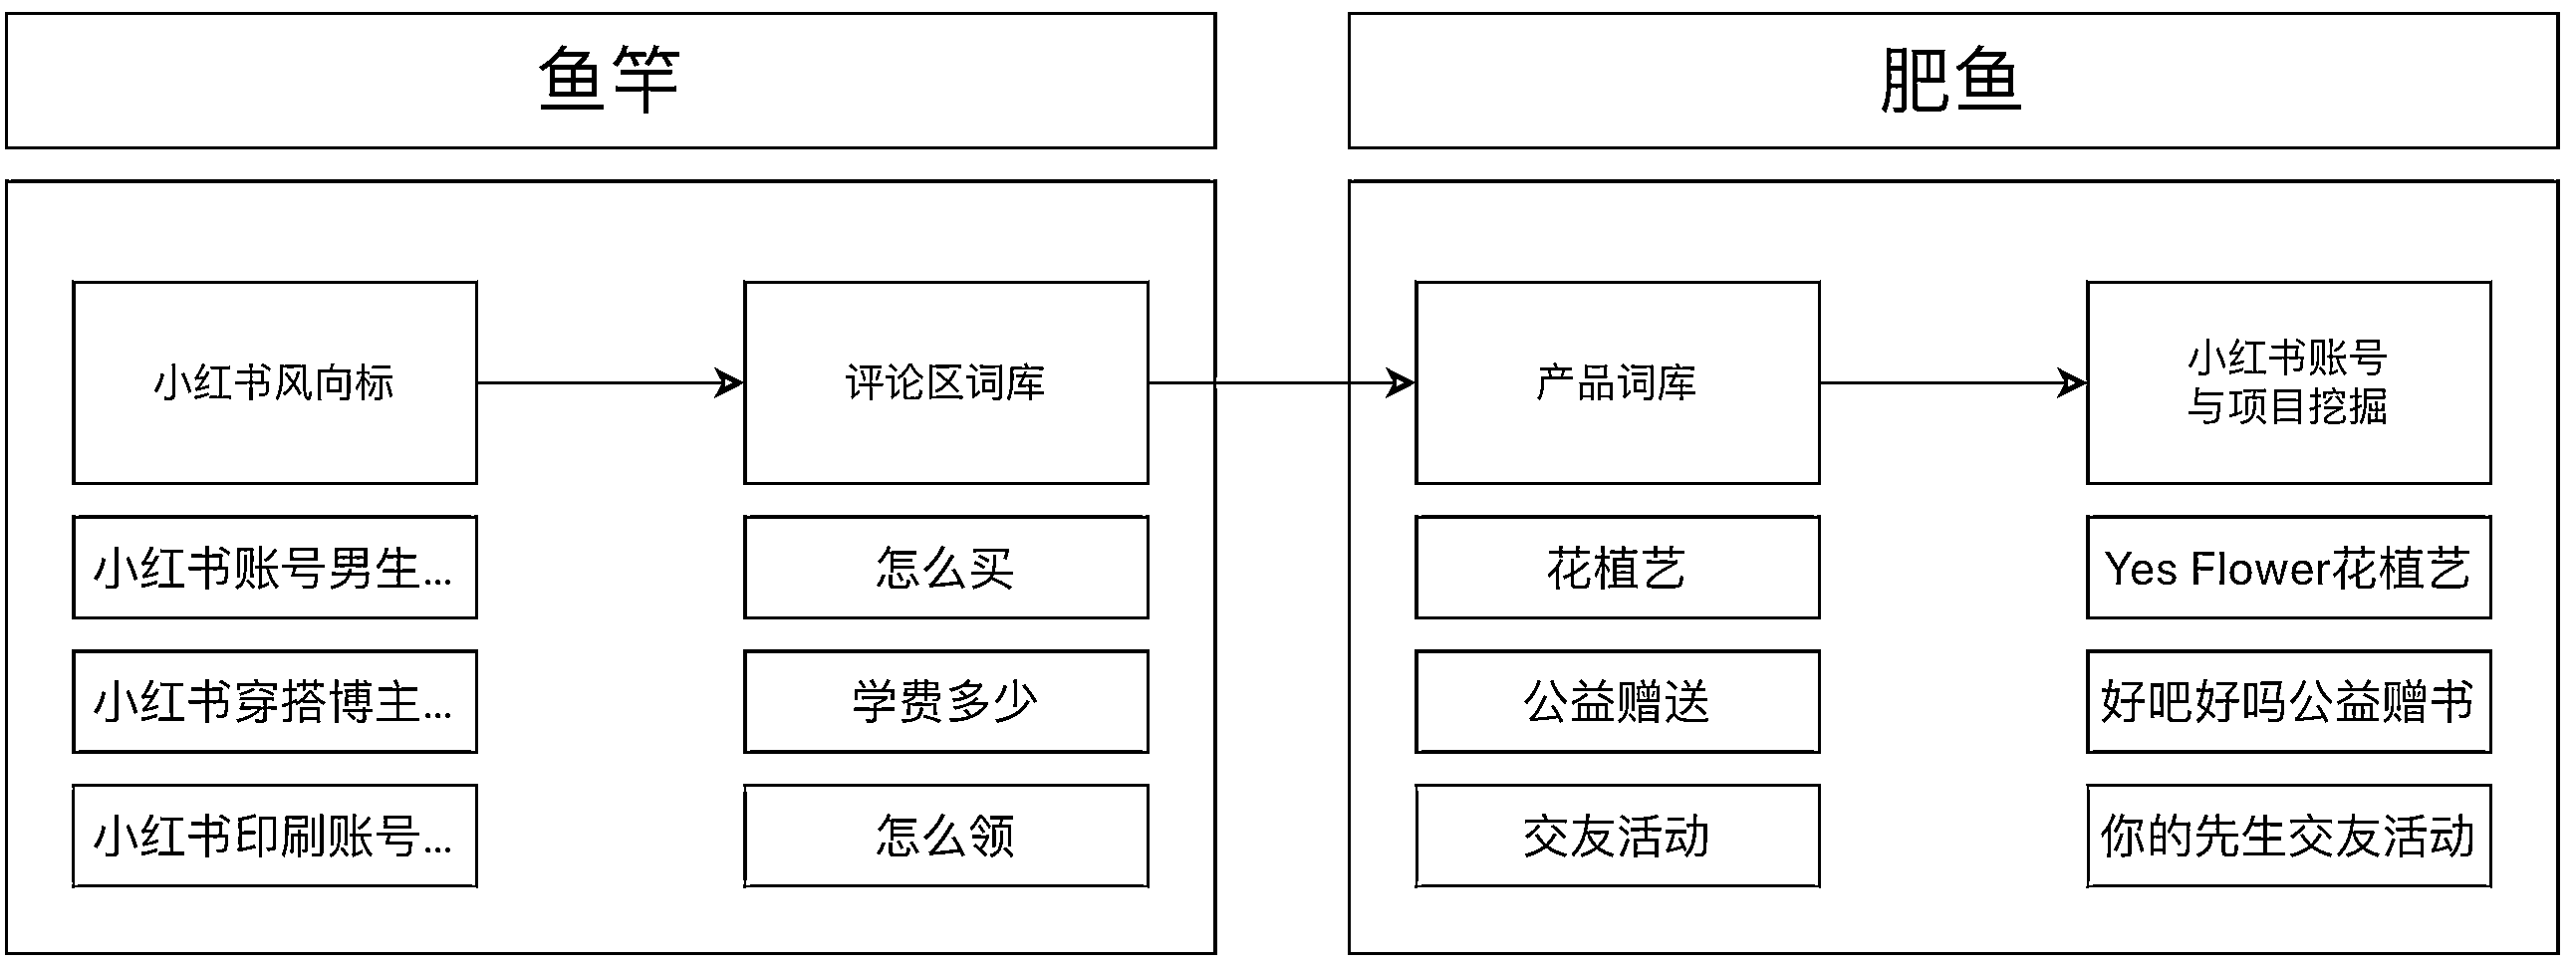 鱼竿
肥鱼
小红书风向标
评论区词库
产品词库
小红书账号
与项目挖掘
小红书账号男生...
怎么买
花植艺
Yes Flower花植艺
小红书穿搭博主...
学费多少
公益赠送
好吧好吗公益赠书
小红书印刷账号...
怎么领
交友活动
你的先生交友活动